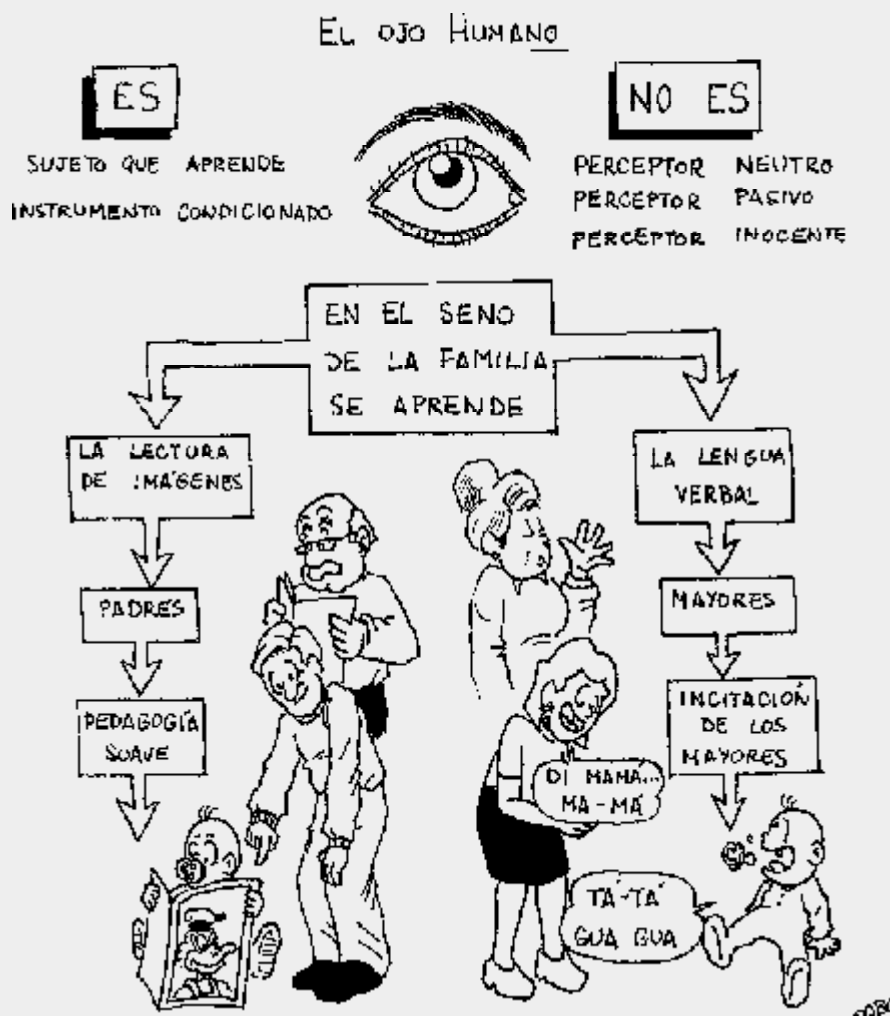 EL OJO HUMANO
ES
SUJETO QUE APRENDE
INSTRUMENTO CONDICIONADO
NO ES
PERCEPTOR NEUTRO
PERCEPTOR PASIVO
PERCEPTOR INOCENTE
EN EL SENO
DE LA FAMILIA
SE APRENDE
LA LECTURA
DE IMÁGENES
PADRES
PEDAGOGÍA
SUAVE
LA LENGUA
VERBAL
MAYORES
INCITACIÓN
DE LOS
MAYORES
DI MAMA...
MA-MÁ
TÁ-TÁ
GUA GUA